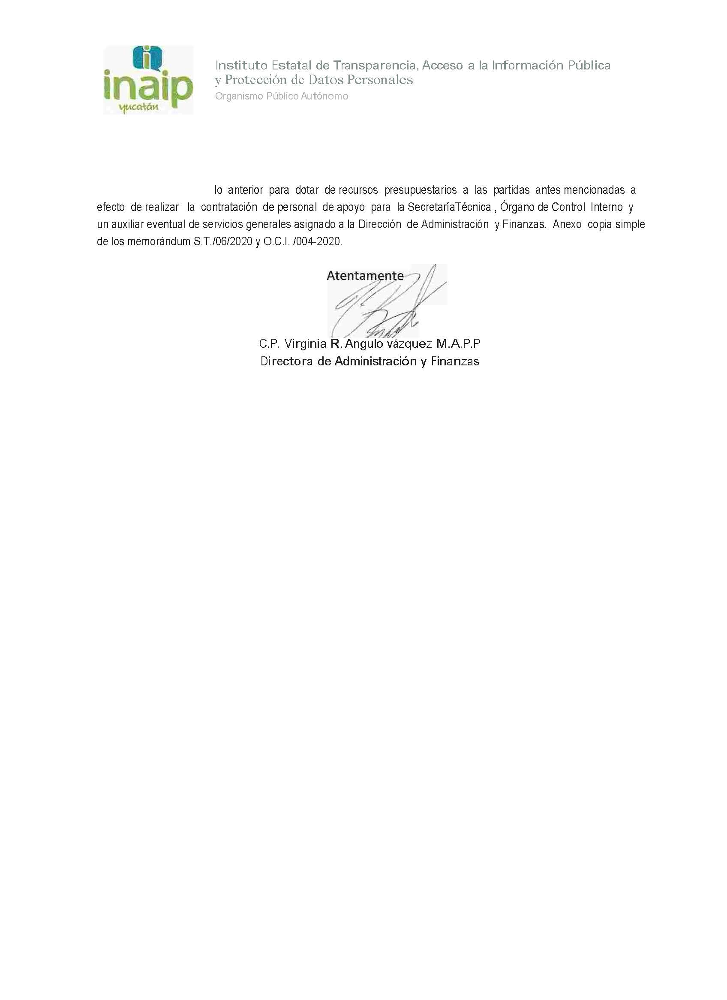 inaip
yucatán
Instituto Estatal de Transparencia, Acceso a la Información Pública
y Protección de Datos Personales
Organismo Público Autónomo
lo anterior para dotar de recursos presupuestarios a las partidas antes mencionadas a
efecto de realizar la contratación de personal de apoyo para la SecretaríaTécnica , Órgano de Control Interno y
un auxiliar eventual de servicios generales asignado a la Dirección de Administración y Finanzas. Anexo copia simple
de los memorándum S.T./06/2020 y O.C.I. /004-2020.
Atentamente
C.P. Virginia R. Angulo vázquez M.A.P.P
Directora de Administración y Finanzas